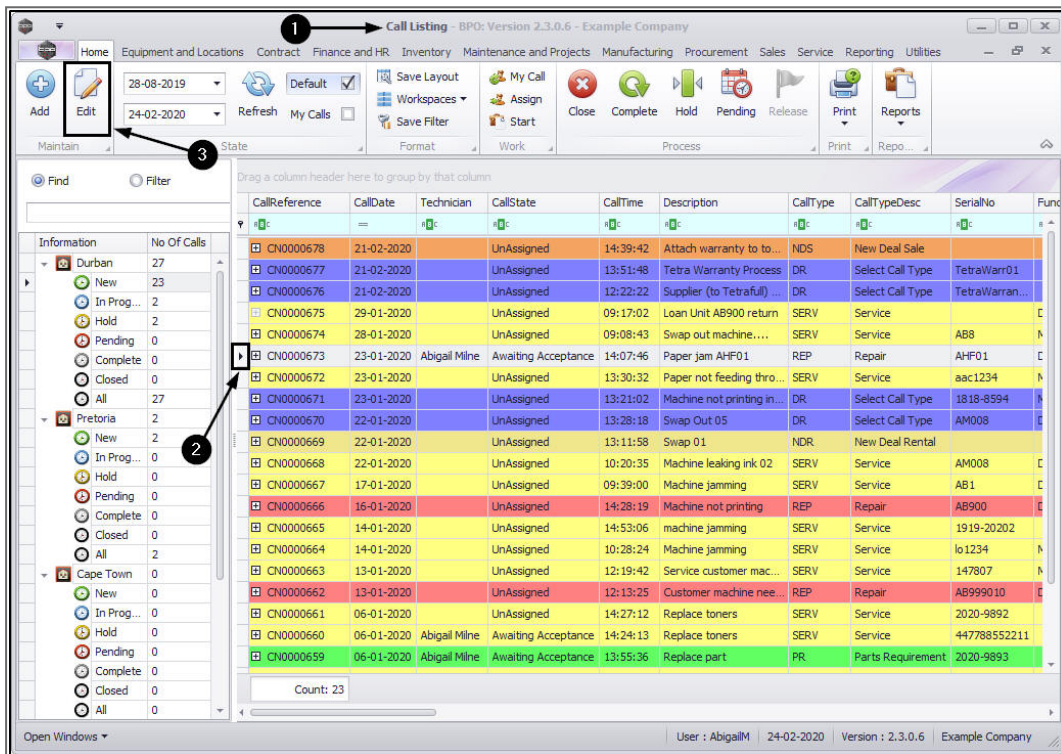 1
Call Listing - BPO: Version 2.3.0.6 - Example Company
Home Equipment and Locations Contract Finance and HR Inventory Maintenance and Projects Manufacturing Procurement Sales Service Reporting Utilities
Add Edit 28-08-2019 24-02-2020 Refresh Default My Calls Save Layout Workspaces Save Filter My Call Assign Start Close Complete Hold Pending Release Print Reports
Maintain State Format Work Process Print Repo...
3
Find Filter
Drag a column header here to group by that column
Information No Of Calls
Durban 27
New 23
In Prog... 2
Hold 2
Pending 0
Complete 0
Closed 0
All 27
Pretoria 2
New 2
In Prog... 0
Hold 0
Pending 0
Complete 0
Closed 0
All 2
Cape Town 0
New 0
In Prog... 0
Hold 0
Pending 0
Complete 0
Closed 0
All 0
2
CallReference CallDate Technician CallState CallTime Description CallType CallTypeDesc SerialNo Func
CN0000678 21-02-2020 UnAssigned 14:39:42 Attach warranty to to... NDS New Deal Sale
CN0000677 21-02-2020 UnAssigned 13:51:48 Tetra Warranty Process DR Select Call Type TetraWarr01
CN0000676 21-02-2020 UnAssigned 12:22:22 Supplier (to Tetrafull) ... DR Select Call Type TetraWarran...
CN0000675 29-01-2020 UnAssigned 09:17:02 Loan Unit AB900 return SERV Service
CN0000674 28-01-2020 UnAssigned 09:08:43 Swap out machine.... SERV Service AB8
CN0000673 23-01-2020 Abigail Milne Awaiting Acceptance 14:07:46 Paper jam AHF01 REP Repair AHF01
CN0000672 23-01-2020 UnAssigned 13:30:32 Paper not feeding thro... SERV Service aac1234
CN0000671 23-01-2020 UnAssigned 13:21:02 Machine not printing in... DR Select Call Type 1818-8594
CN0000670 22-01-2020 UnAssigned 13:28:18 Swap Out 05 DR Select Call Type AM008
CN0000669 22-01-2020 UnAssigned 13:11:58 Swap 01 NDR New Deal Rental
CN0000668 22-01-2020 UnAssigned 10:20:35 Machine leaking ink 02 SERV Service AM008
CN0000667 17-01-2020 UnAssigned 09:39:00 Machine jamming SERV Service AB1
CN0000666 16-01-2020 UnAssigned 14:28:19 Machine not printing REP Repair AB900
CN0000665 14-01-2020 UnAssigned 14:53:06 machine jamming SERV Service 1919-20202
CN0000664 14-01-2020 UnAssigned 10:28:24 Machine jamming SERV Service lo1234
CN0000663 13-01-2020 UnAssigned 12:19:42 Service customer mac... SERV Service 147807
CN0000662 13-01-2020 UnAssigned 12:13:25 Customer machine nee... REP Repair AB999010
CN0000661 06-01-2020 UnAssigned 14:27:12 Replace toners SERV Service 2020-9892
CN0000660 06-01-2020 Abigail Milne Awaiting Acceptance 14:24:13 Replace toners SERV Service 447788552211
CN0000659 06-01-2020 Abigail Milne Awaiting Acceptance 13:55:36 Replace part PR Parts Requirement 2020-9893
Count: 23
Open Windows User : AbigailM 24-02-2020 Version : 2.3.0.6 Example Company